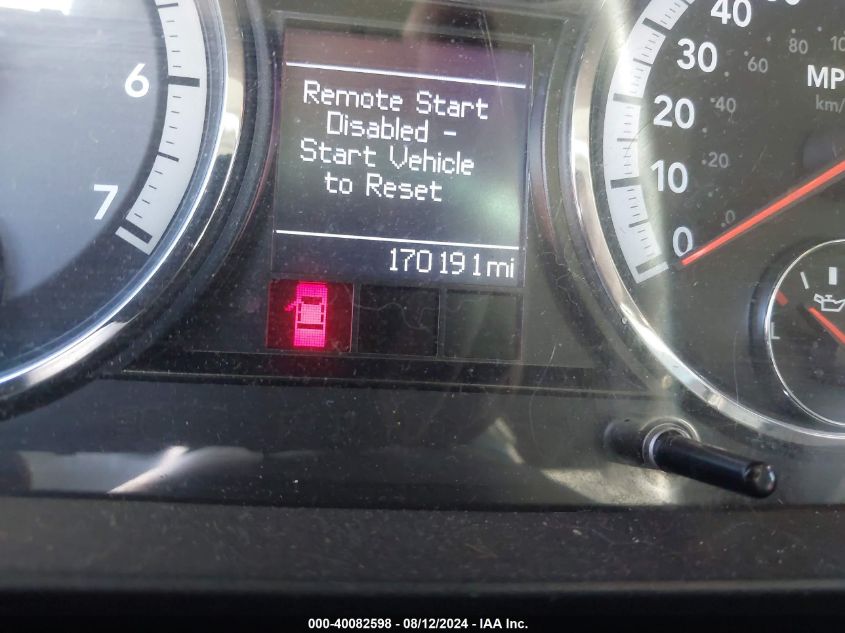 6
7
Remote Start
Disabled -
Start Vehicle
to Reset
170191mi
40
30
20
10
0
80
60
40
20
0
MP
km/
L
000-40082598 - 08/12/2024 - IAA Inc.